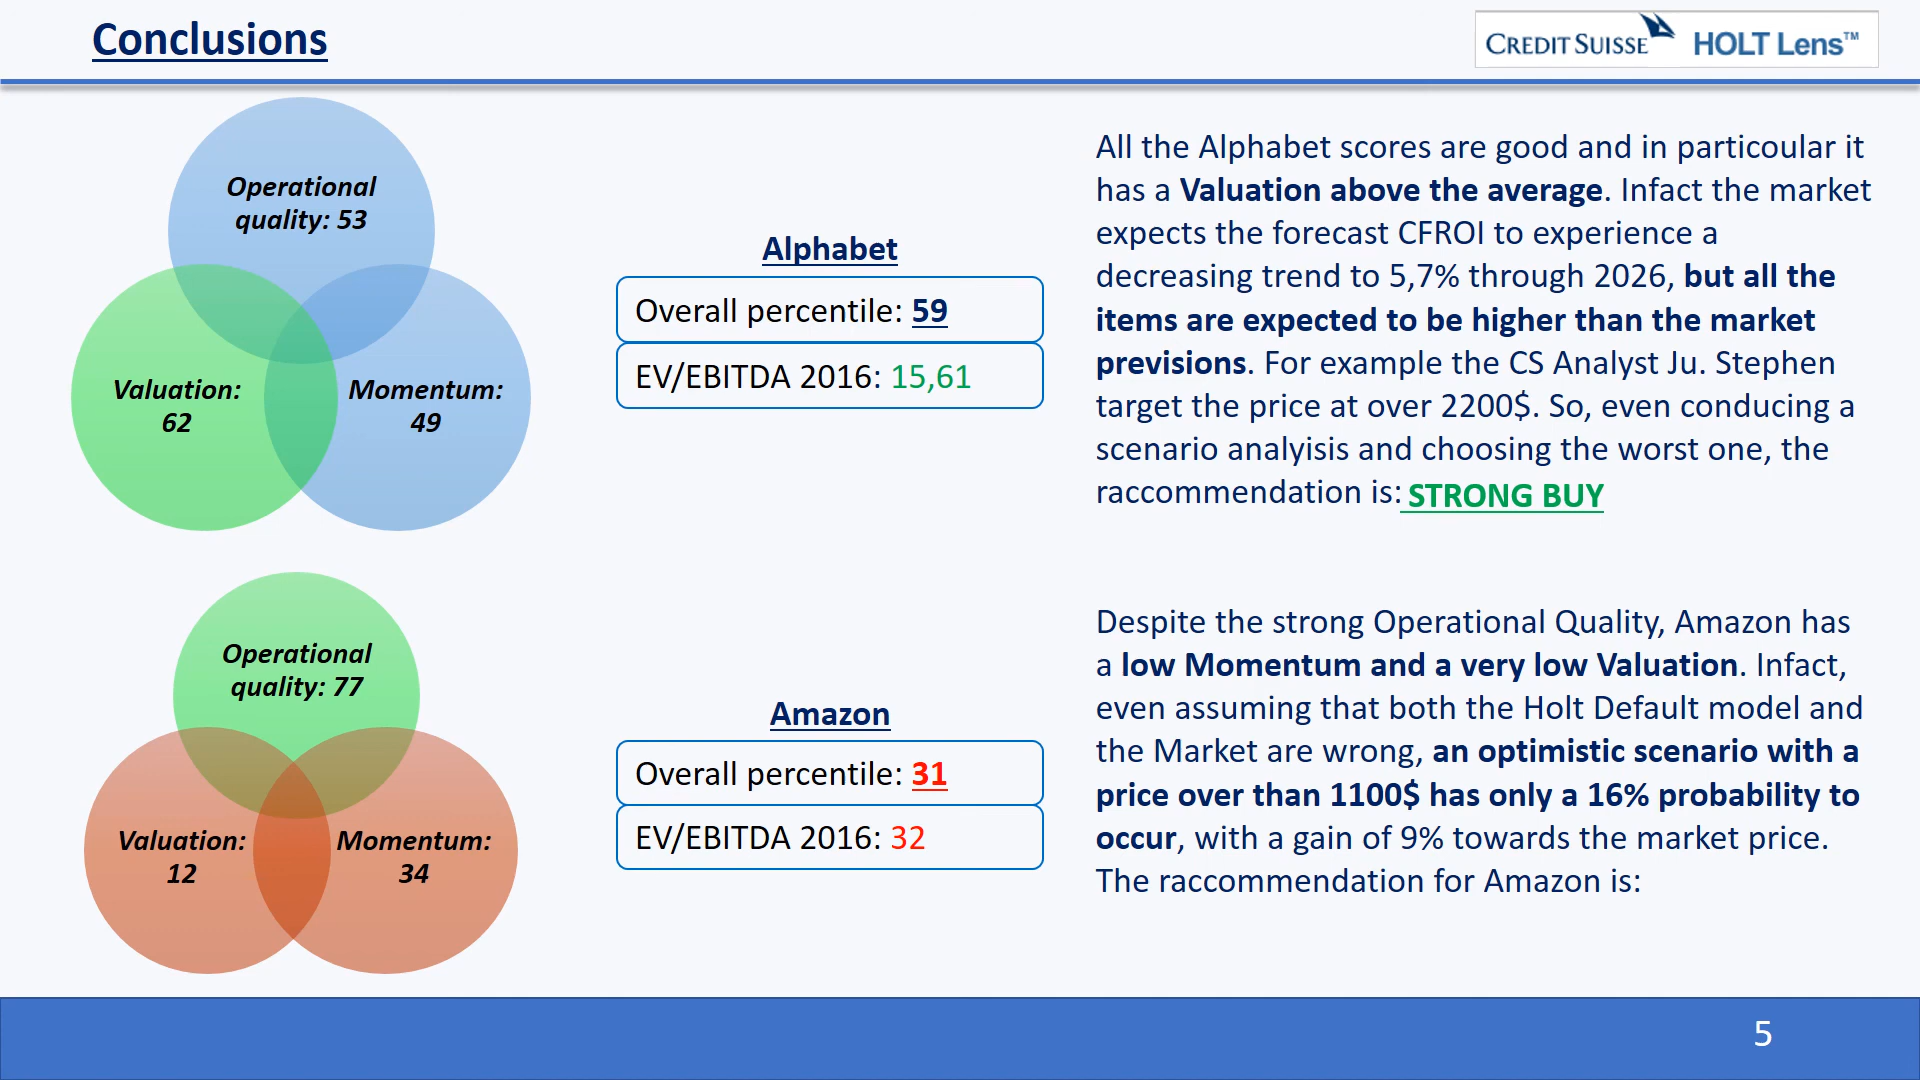 Conclusions
CREDIT SUISSE HOLT Lens™
Operational
quality: 53
Valuation:
62
Momentum:
49
Alphabet
Overall percentile: 59
EV/EBITDA 2016: 15,61
All the Alphabet scores are good and in particoular it
has a Valuation above the average. Infact the market
expects the forecast CFROI to experience a
decreasing trend to 5,7% through 2026, but all the
items are expected to be higher than the market
previsions. For example the CS Analyst Ju. Stephen
target the price at over 2200$. So, even conducing a
scenario analyisis and choosing the worst one, the
raccommendation is: STRONG BUY
Operational
quality: 77
Valuation:
12
Momentum:
34
Amazon
Overall percentile: 31
EV/EBITDA 2016: 32
Despite the strong Operational Quality, Amazon has
a low Momentum and a very low Valuation. Infact,
even assuming that both the Holt Default model and
the Market are wrong, an optimistic scenario with a
price over than 1100$ has only a 16% probability to
occur, with a gain of 9% towards the market price.
The raccommendation for Amazon is:
5